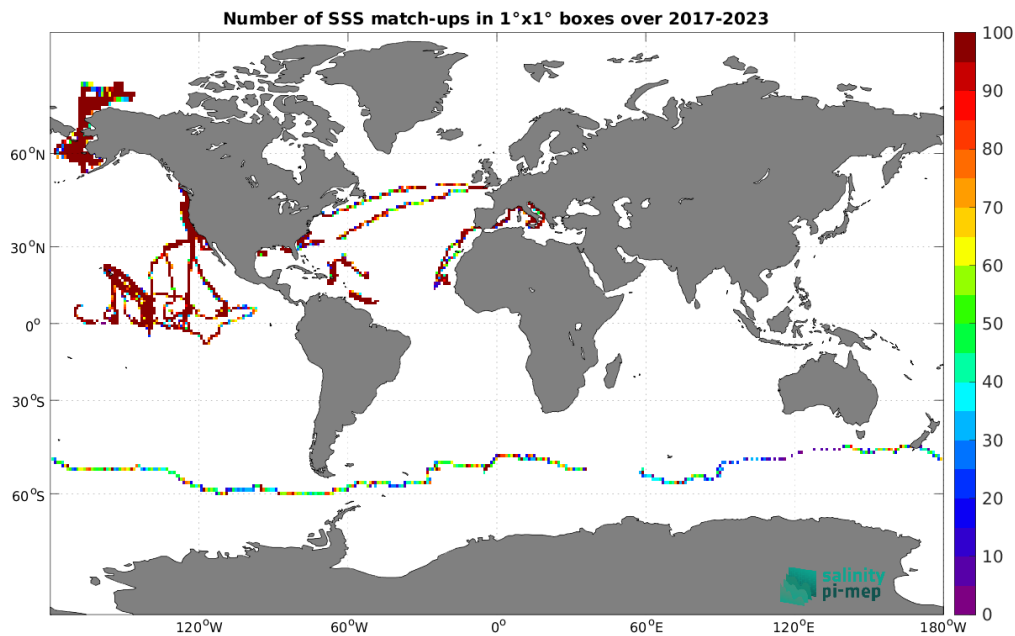 Number of SSS match-ups in 1°x1° boxes over 2017-2023
100
90
80
70
60
50
40
30
20
10
0
60°N
30°N
0°
30°S
60°S
salinity
pi-mep
120°W 60°W 0° 60°E 120°E 180°W